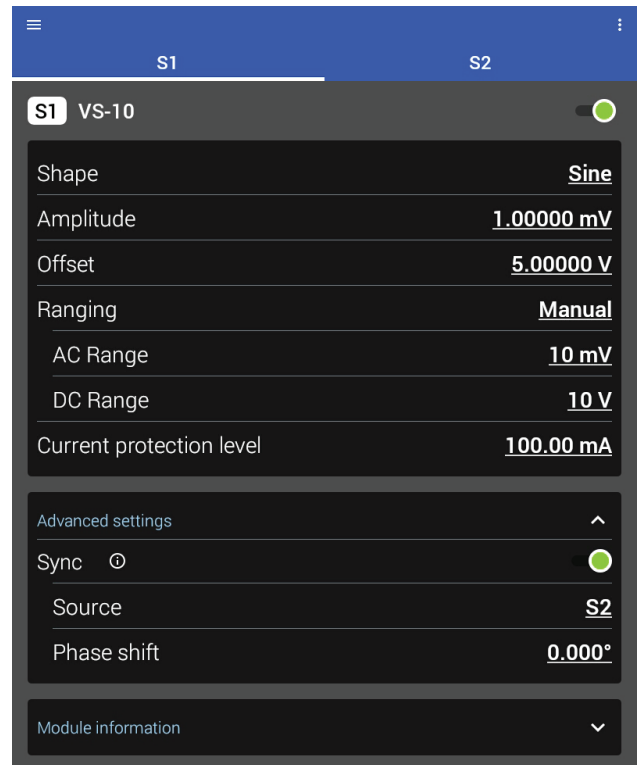 S1 S2
S1 VS-10
Shape Sine
Amplitude 1.00000 mV
Offset 5.00000 V
Ranging Manual
AC Range 10 mV
DC Range 10 V
Current protection level 100.00 mA
Advanced settings
Sync
Source S2
Phase shift 0.000°
Module information